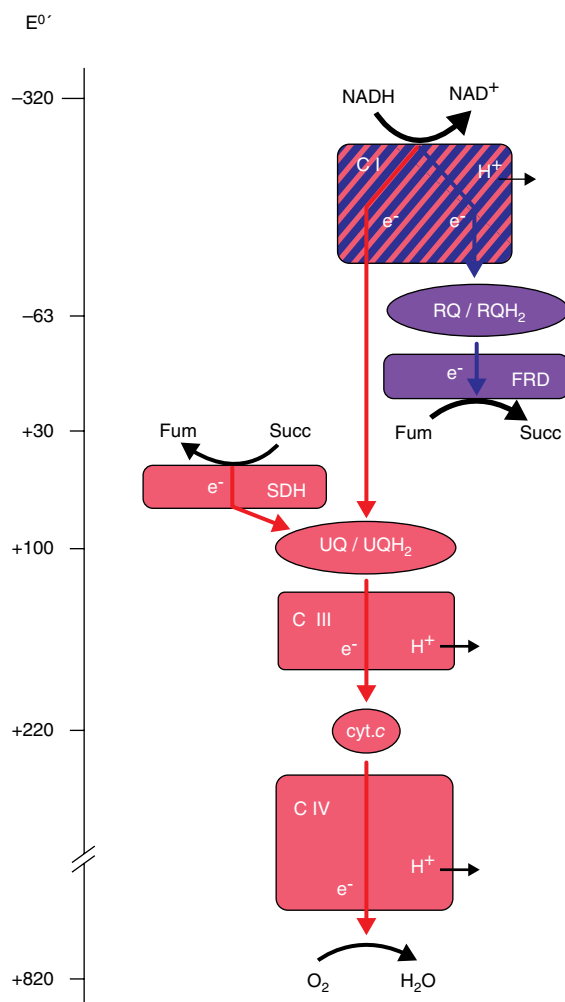 E⁰´
–320
NADH
NAD⁺
C I
H⁺
e⁻
e⁻
–63
RQ / RQH₂
e⁻
FRD
Fum
Succ
+30
Fum
Succ
e⁻
SDH
+100
UQ / UQH₂
C III
e⁻
H⁺
+220
cyt.c
C IV
H⁺
e⁻
O₂
H₂O
+820